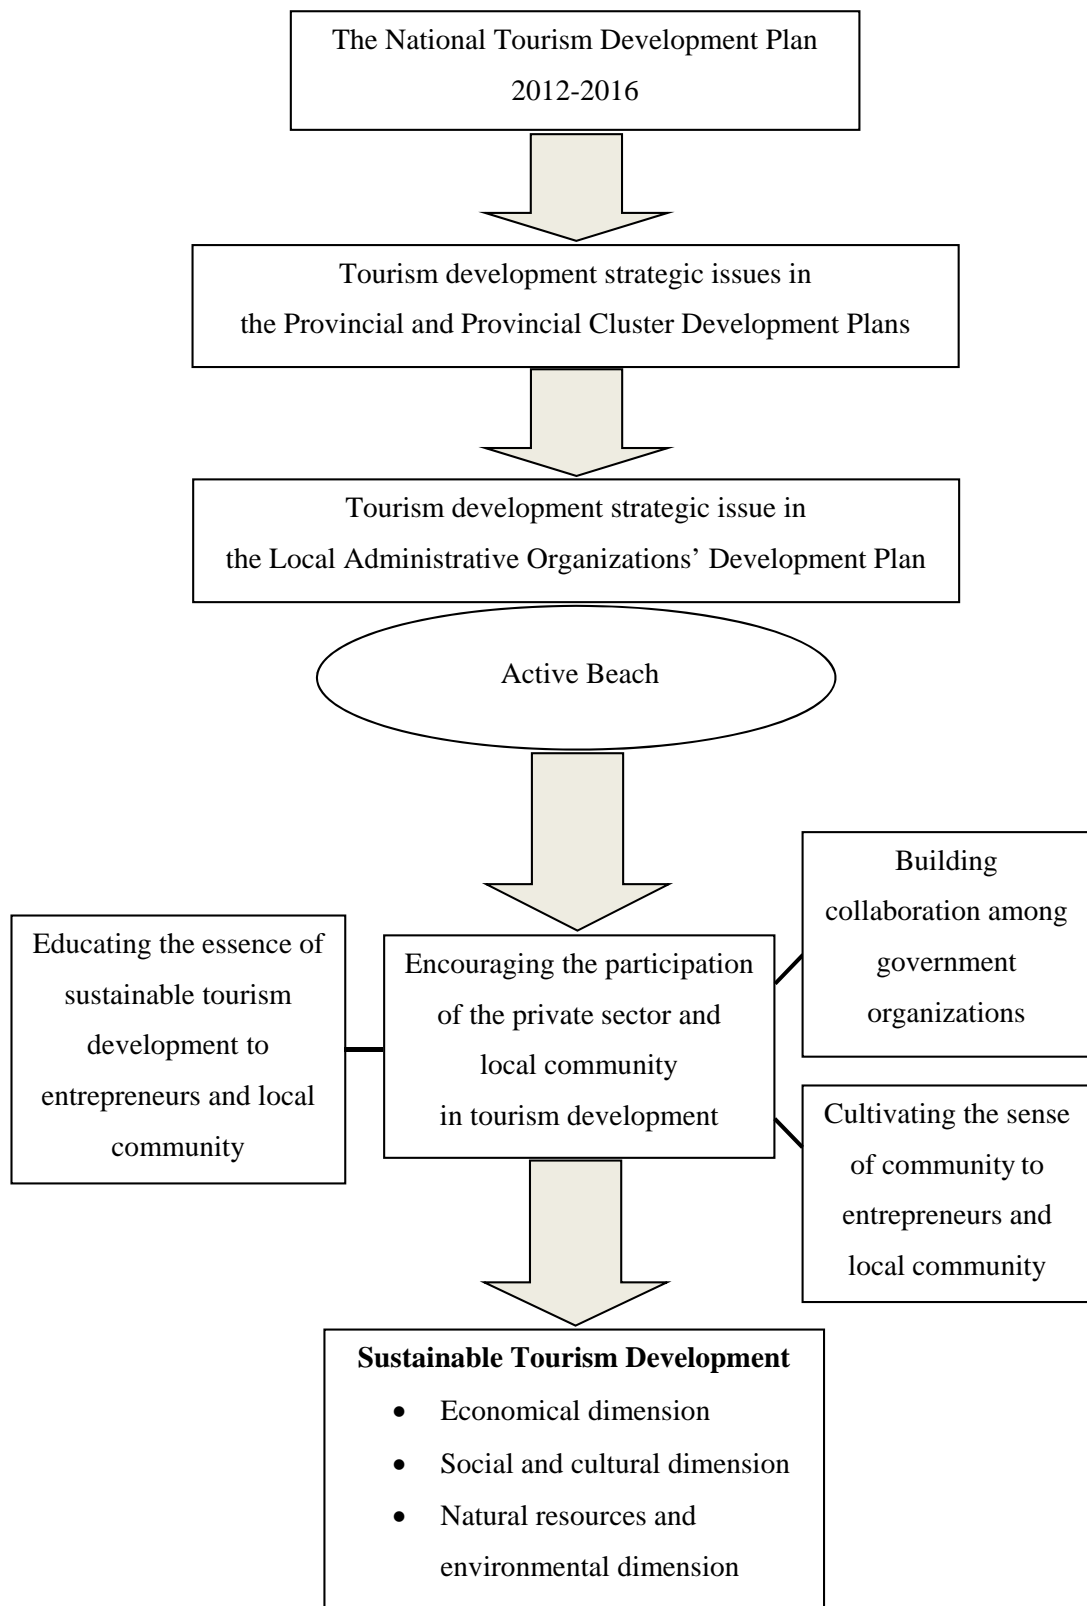 The National Tourism Development Plan
2012-2016
Tourism development strategic issues in
the Provincial and Provincial Cluster Development Plans
Tourism development strategic issue in
the Local Administrative Organizations’ Development Plan
Active Beach
Educating the essence of
sustainable tourism
development to
entrepreneurs and local
community
Encouraging the participation
of the private sector and
local community
in tourism development
Building
collaboration among
government
organizations
Cultivating the sense
of community to
entrepreneurs and
local community
Sustainable Tourism Development
• Economical dimension
• Social and cultural dimension
• Natural resources and
environmental dimension